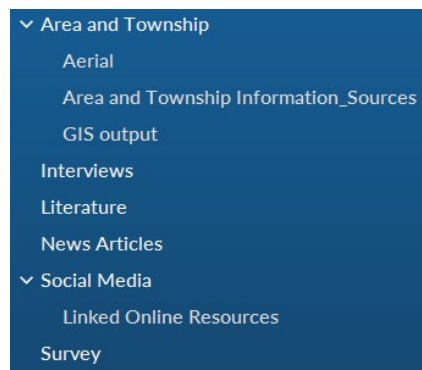 Area and Township
Aerial
Area and Township Information_Sources
GIS output
Interviews
Literature
News Articles
Social Media
Linked Online Resources
Survey